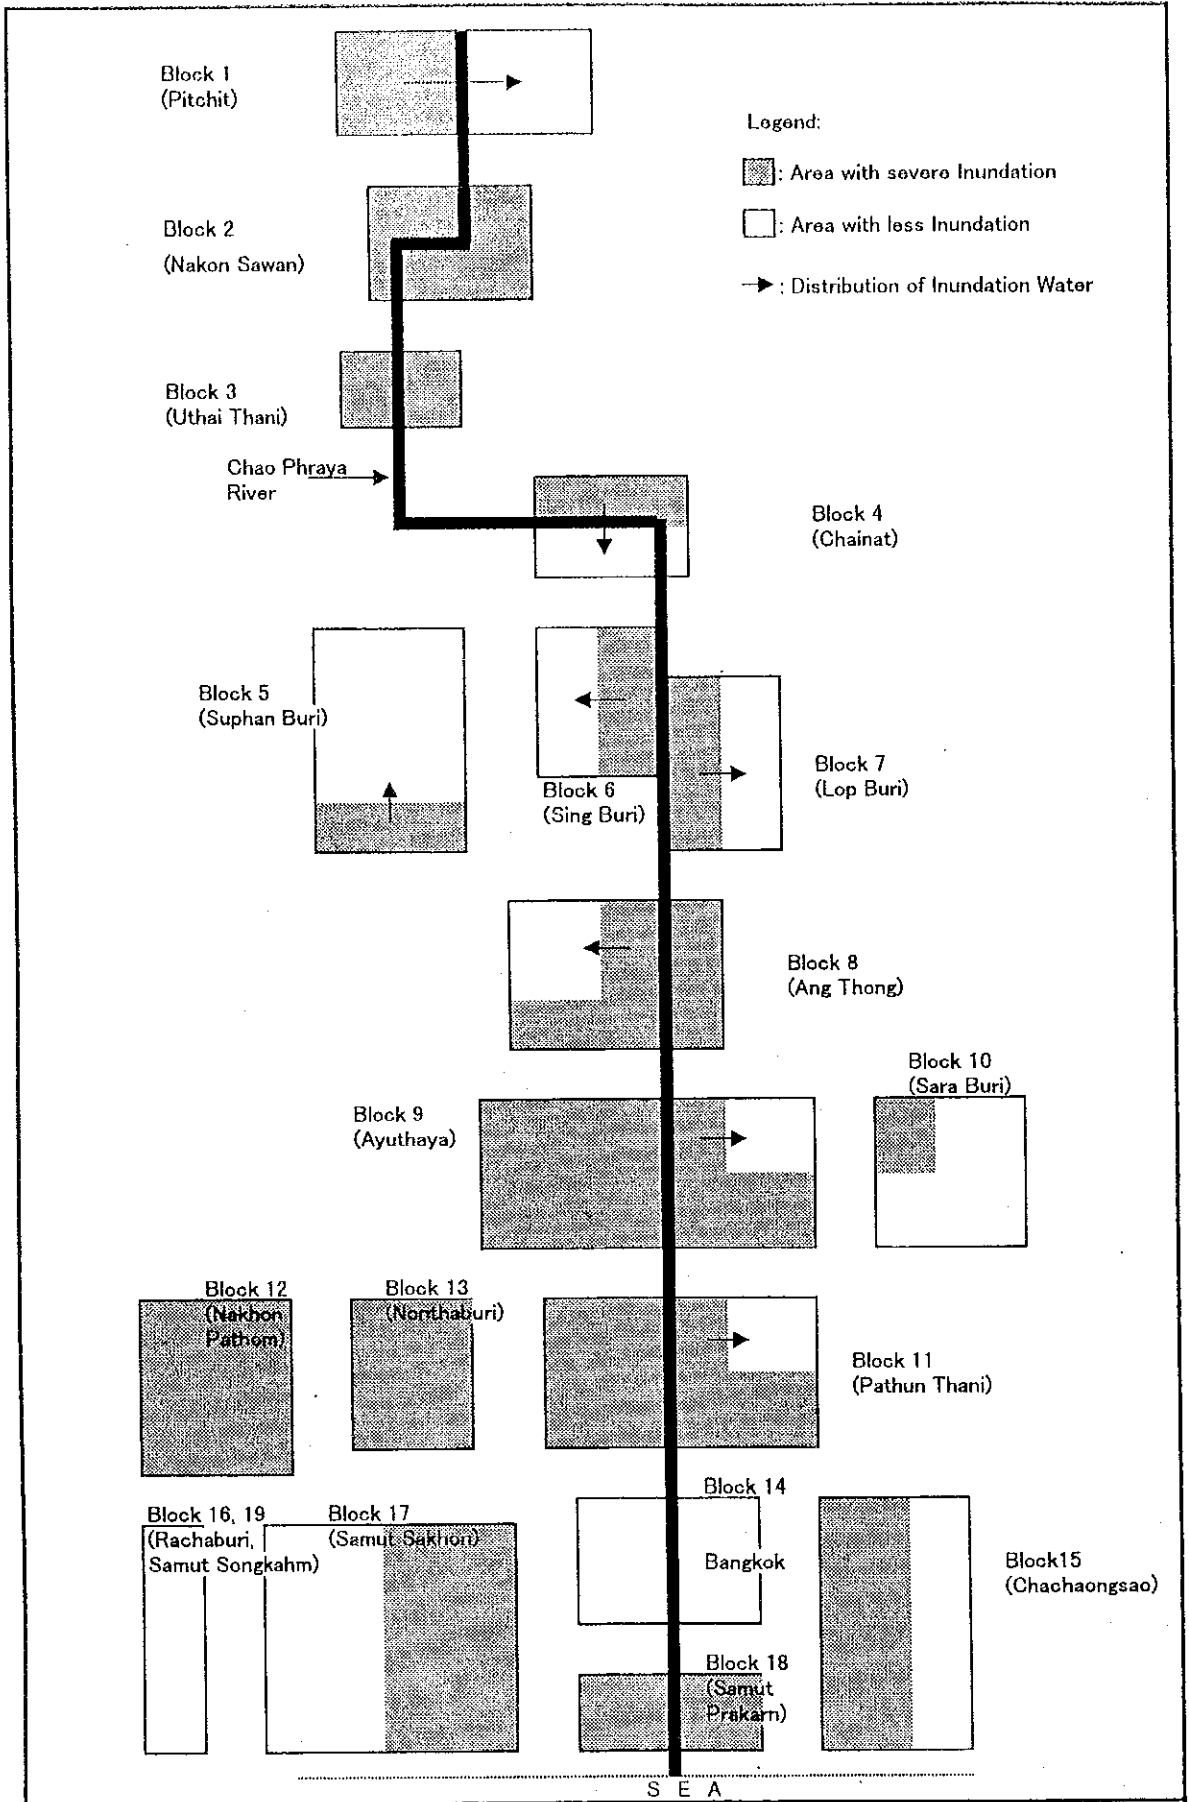 Block 1
(Pitchit)
Legend:
: Area with severe Inundation
: Area with less Inundation
: Distribution of Inundation Water
Block 2
(Nakon Sawan)
Block 3
(Uthai Thani)
Chao Phraya
River
Block 4
(Chainat)
Block 5
(Suphan Buri)
Block 6
(Sing Buri)
Block 7
(Lop Buri)
Block 8
(Ang Thong)
Block 9
(Ayuthaya)
Block 10
(Sara Buri)
Block 12
(Nakhon
Pathom)
Block 13
(Nonthaburi)
Block 11
(Pathun Thani)
Block 14
Bangkok
Block 16, 19
(Rachaburi,
Samut Songkahm)
Block 17
(Samut Sakhon)
Block15
(Chachaongsao)
Block 18
(Samut
Prakarn)
S E A